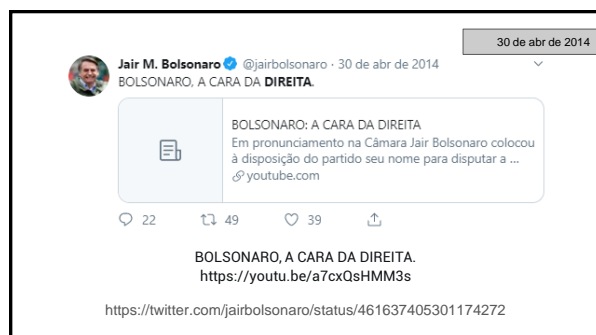 30 de abr de 2014
Jair M. Bolsonaro @jairbolsonaro · 30 de abr de 2014
BOLSONARO, A CARA DA DIREITA.
BOLSONARO: A CARA DA DIREITA
Em pronunciamento na Câmara Jair Bolsonaro colocou
à disposição do partido seu nome para disputar a ...
youtube.com
22 49 39
BOLSONARO, A CARA DA DIREITA.
https://youtu.be/a7cxQsHMM3s
https://twitter.com/jairbolsonaro/status/461637405301174272